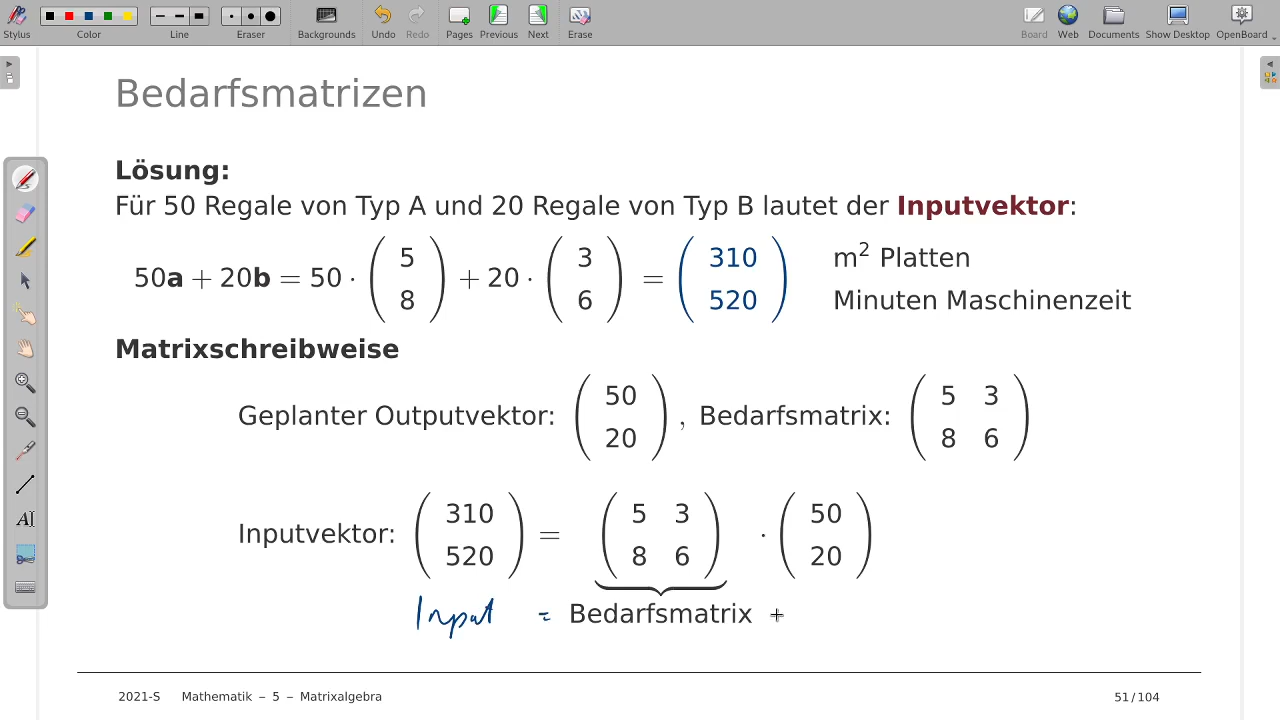 Stylus Color Line Eraser Backgrounds Undo Redo Pages Previous Next Erase Board Web Documents Show Desktop OpenBoard
Bedarfsmatrizen
Lösung:
Für 50 Regale von Typ A und 20 Regale von Typ B lautet der Inputvektor:
50a + 20b = 50 · ( 5 8 ) + 20 · ( 3 6 ) = ( 310 520 ) m² Platten Minuten Maschinenzeit
Matrixschreibweise
Geplanter Outputvektor: ( 50 20 ) , Bedarfsmatrix: ( 5 3 8 6 )
Inputvektor: ( 310 520 ) = ( 5 3 8 6 ) · ( 50 20 )
Input = Bedarfsmatrix
2021-S Mathematik – 5 – Matrixalgebra 51 / 104